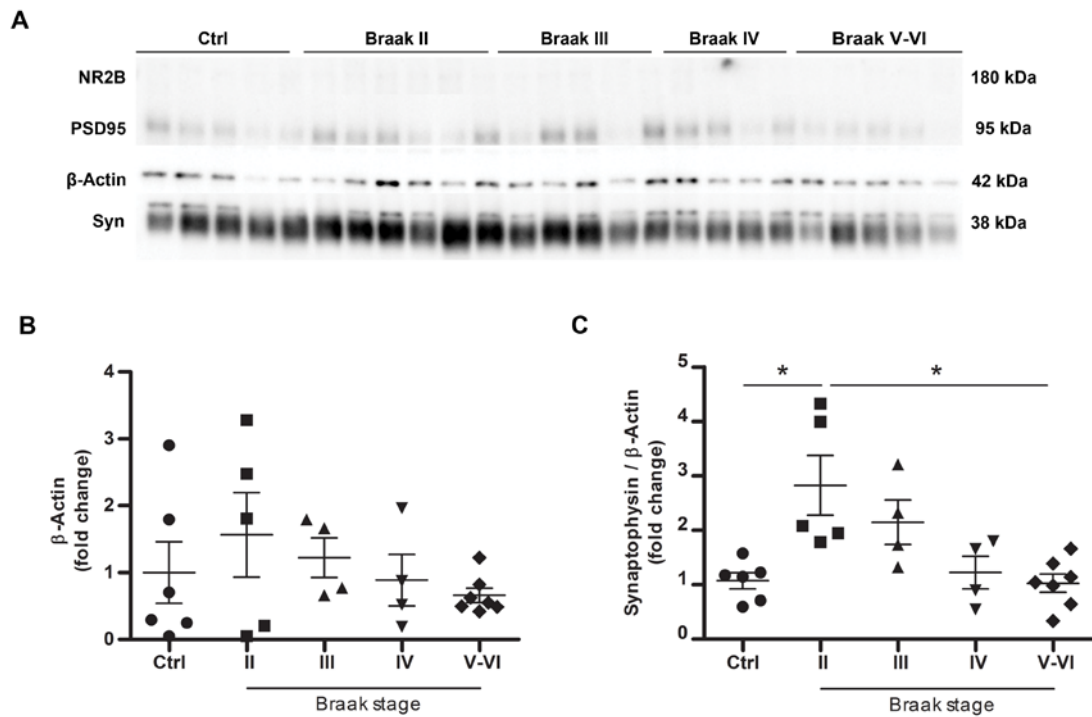 A
Ctrl Braak II Braak III Braak IV Braak V-VI
NR2B 180 kDa
PSD95 95 kDa
β-Actin 42 kDa
Syn 38 kDa
B
β-Actin
(fold change)
4
3
2
1
0
Ctrl II III IV V-VI
Braak stage
C
Synaptophysin / β-Actin
(fold change)
5
4
3
2
1
0
* *
Ctrl II III IV V-VI
Braak stage